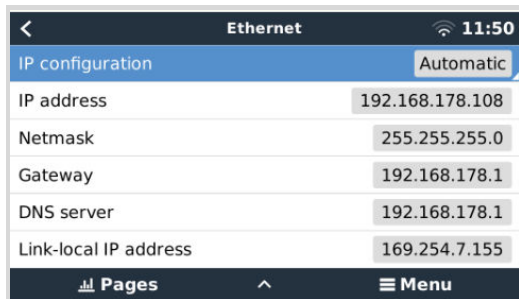 Ethernet 11:50
IP configuration Automatic
IP address 192.168.178.108
Netmask 255.255.255.0
Gateway 192.168.178.1
DNS server 192.168.178.1
Link-local IP address 169.254.7.155
Pages Menu